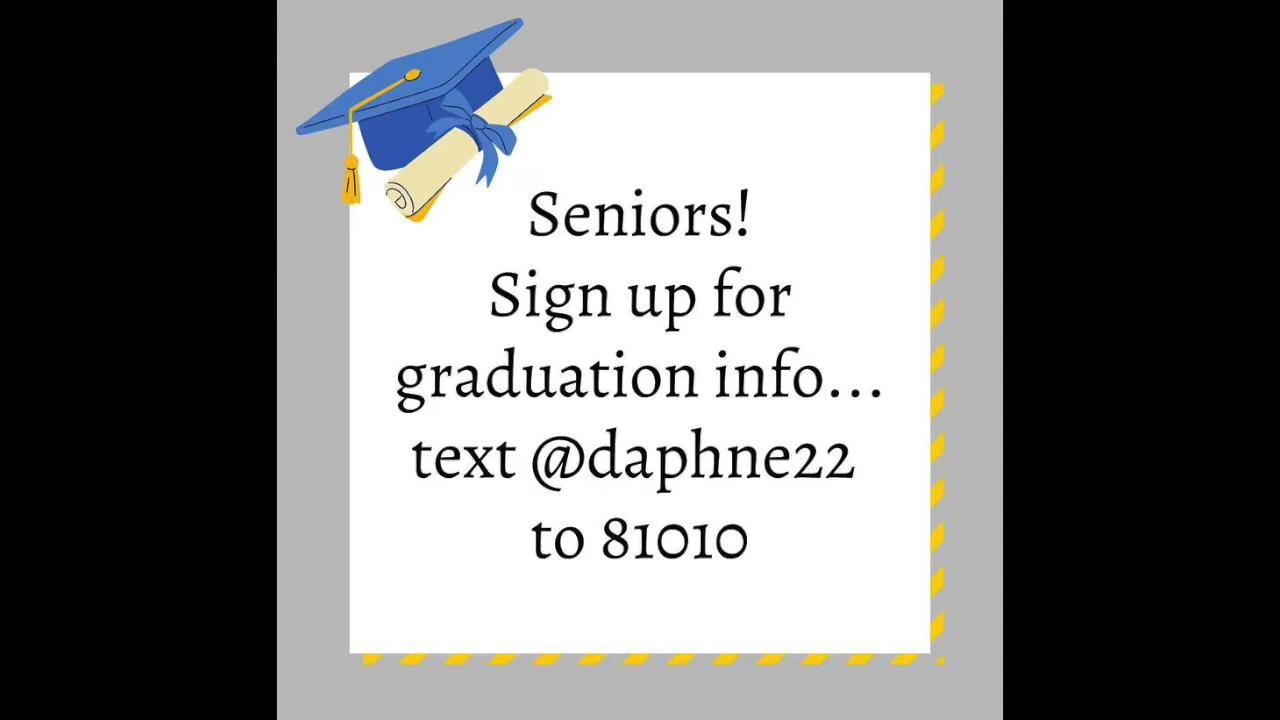 Seniors!
Sign up for
graduation info...
text @daphne22
to 81010